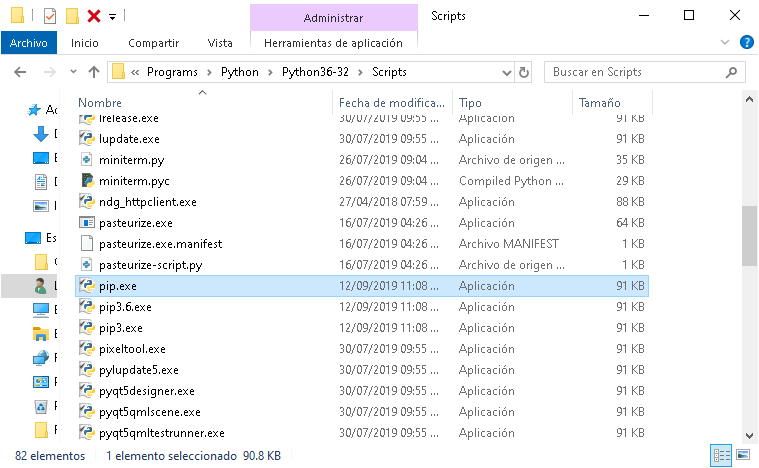 Administrar
Scripts
Archivo Inicio Compartir Vista Herramientas de aplicación
« Programs > Python > Python36-32 > Scripts
Buscar en Scripts
Nombre Fecha de modifica... Tipo Tamaño
lrelease.exe 30/07/2019 09:55 ... Aplicación 91 KB
lupdate.exe 30/07/2019 09:55 ... Aplicación 91 KB
miniterm.py 26/07/2019 09:04 ... Archivo de origen ... 35 KB
miniterm.pyc 26/07/2019 09:04 ... Compiled Python ... 29 KB
ndg_httpclient.exe 27/04/2018 07:59 ... Aplicación 88 KB
pasteurize.exe 16/07/2019 04:26 ... Aplicación 64 KB
pasteurize.exe.manifest 16/07/2019 04:26 ... Archivo MANIFEST 1 KB
pasteurize-script.py 16/07/2019 04:26 ... Archivo de origen ... 1 KB
pip.exe 12/09/2019 11:08 ... Aplicación 91 KB
pip3.6.exe 12/09/2019 11:08 ... Aplicación 91 KB
pip3.exe 12/09/2019 11:08 ... Aplicación 91 KB
pixeltool.exe 30/07/2019 09:55 ... Aplicación 91 KB
pylupdate5.exe 30/07/2019 09:55 ... Aplicación 91 KB
pyqt5designer.exe 30/07/2019 09:55 ... Aplicación 91 KB
pyqt5qmlscene.exe 30/07/2019 09:55 ... Aplicación 91 KB
pyqt5qmltestrunner.exe 30/07/2019 09:55 ... Aplicación 91 KB
82 elementos 1 elemento seleccionado 90.8 KB